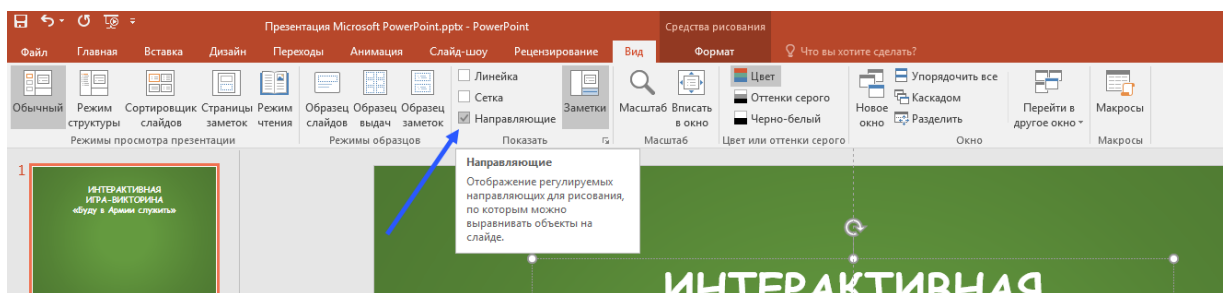 Презентация Microsoft PowerPoint.pptx - PowerPoint
Средства рисования
Файл Главная Вставка Дизайн Переходы Анимация Слайд-шоу Рецензирование Вид Формат Что вы хотите сделать?
Обычный
Режим структуры
Сортировщик слайдов
Страницы заметок
Режим чтения
Режимы просмотра презентации
Образец слайдов
Образец выдач
Образец заметок
Режимы образцов
Линейка
Сетка
Направляющие
Заметки
Показать
Масштаб
Вписать в окно
Масштаб
Цвет
Оттенки серого
Черно-белый
Цвет или оттенки серого
Новое окно
Упорядочить все
Каскадом
Разделить
Перейти в другое окно
Окно
Макросы
Макросы
Направляющие
Отображение регулируемых
направляющих для рисования,
по которым можно
выравнивать объекты на
слайде.
1
ИНТЕРАКТИВНАЯ
ИГРА-ВИКТОРИНА
«Буду в Армии служить»
ИНТЕРАКТИВНАЯ